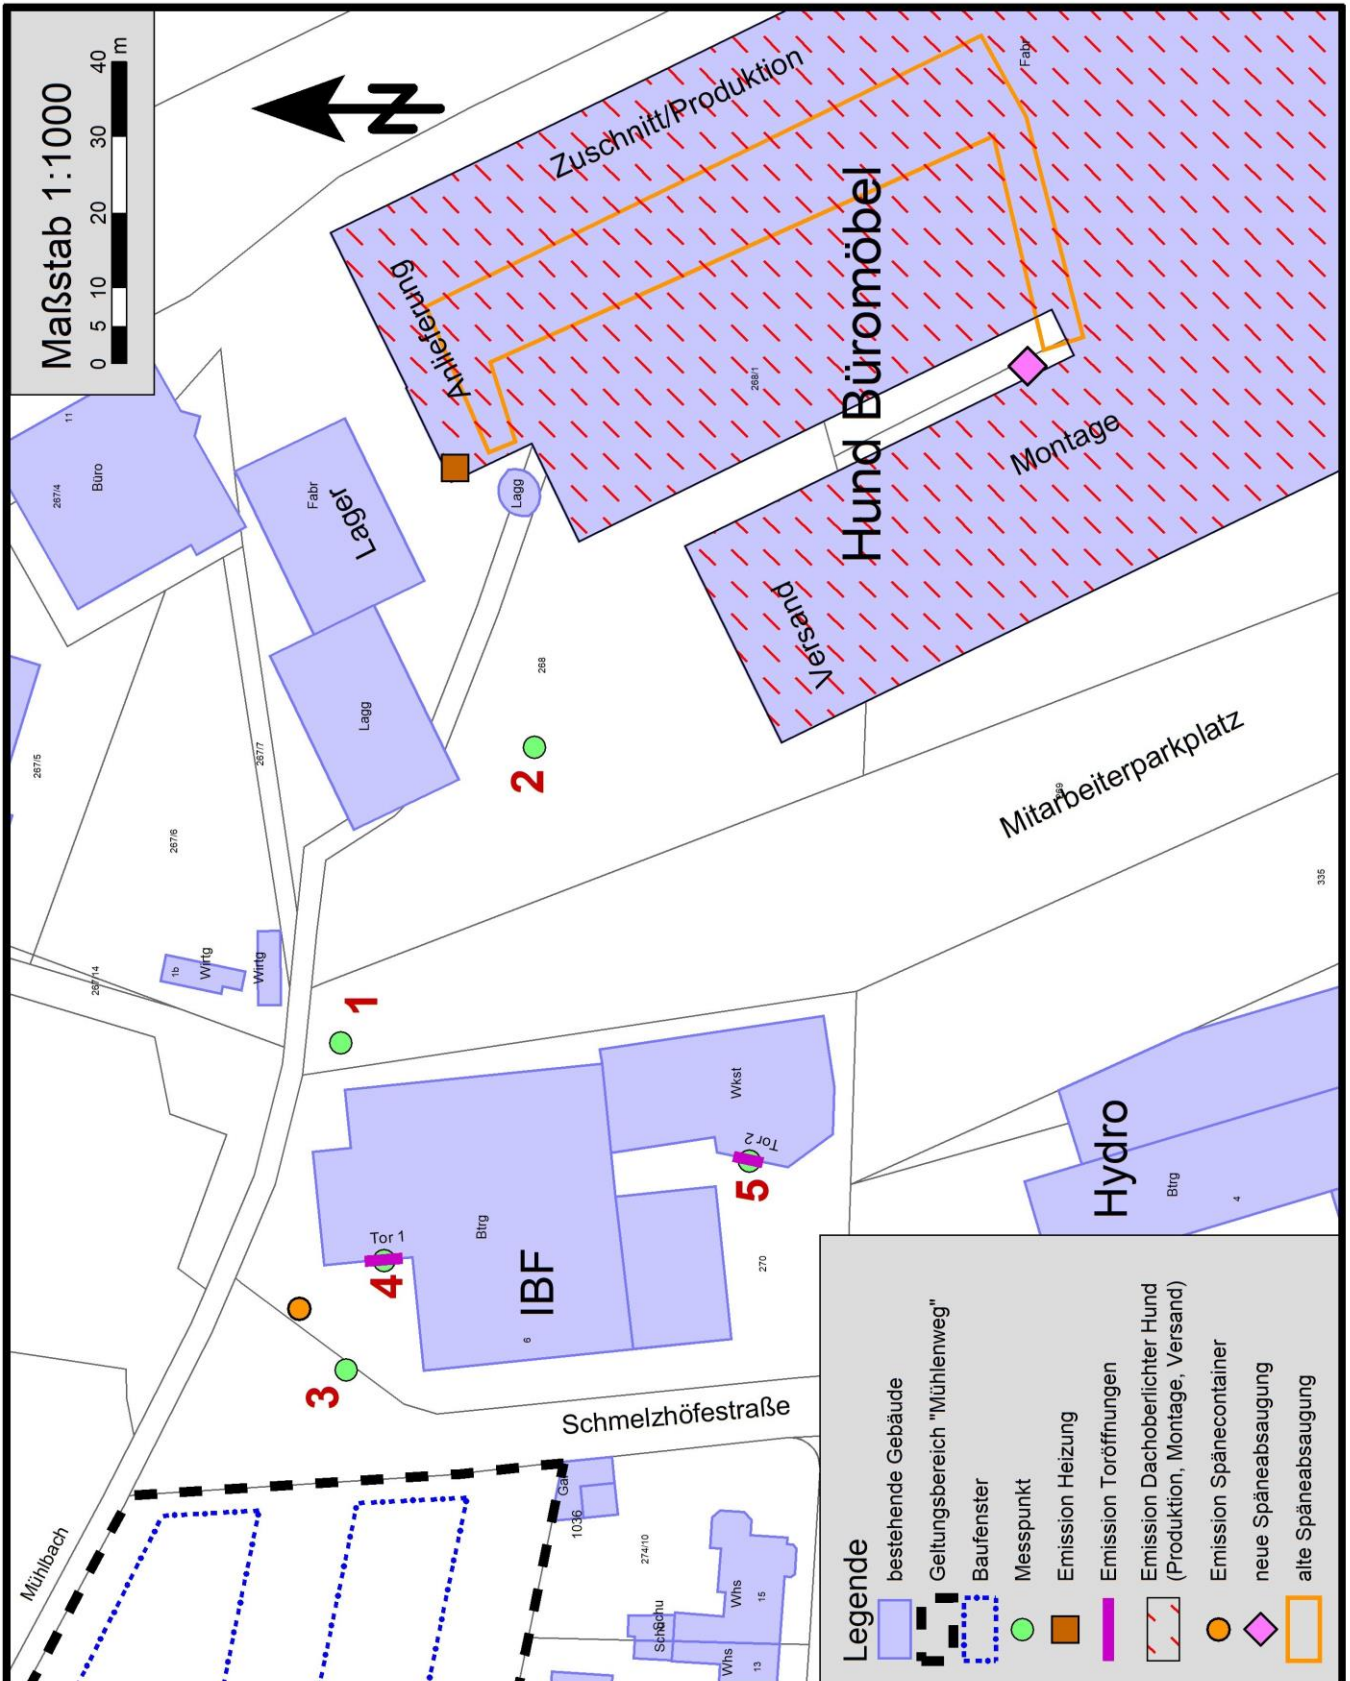 Maßsstab 1:1000
0 5 10 20 30 40 m
N
Zuschnitt/Produktion
Fabr
Anlieferung
Hund Büromöbel
268/1
Montage
Versand
11
Büro
267/4
Fabr
Lager
Lagg
Lagg
268
267/5
267/7
267/6
267/14
1b
Wirtg
Wirtg
2
1
Mitarbeiterparkplatz
335
Wkst
Tor 2
5
Btrg
Tor 1
4
IBF
6
270
3
Hydro
Btrg
4
Schmelzhöfestraße
Mühlbach
1036
274/10
Schu
Whs
15
Whs
13
Legende
bestehende Gebäude
Geltungsbereich "Mühlenweg"
Baufenster
Messpunkt
Emission Heizung
Emission Toröffnungen
Emission Dachoberlichter Hund
(Produktion, Montage, Versand)
Emission Spänecontainer
neue Späneabsaugung
alte Späneabsaugung